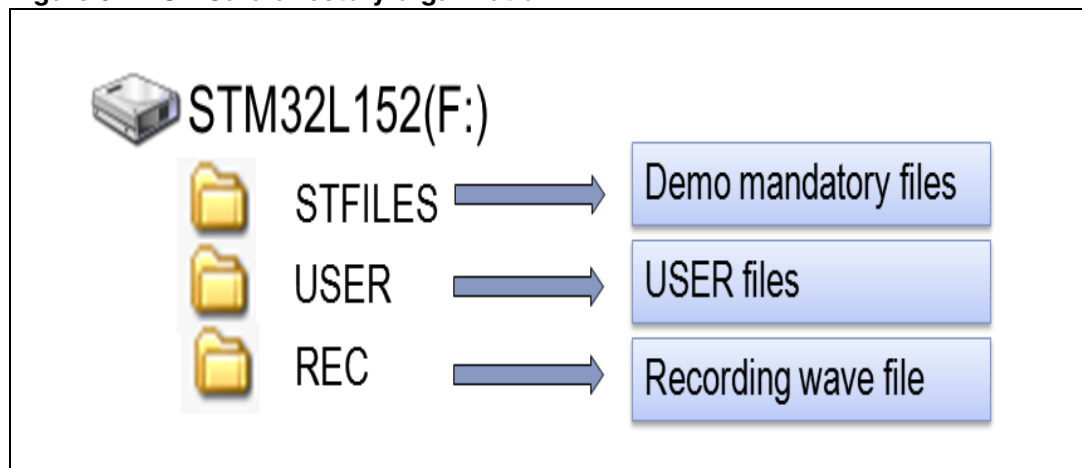 STM32L152(F:)
STFILES
Demo mandatory files
USER
USER files
REC
Recording wave file